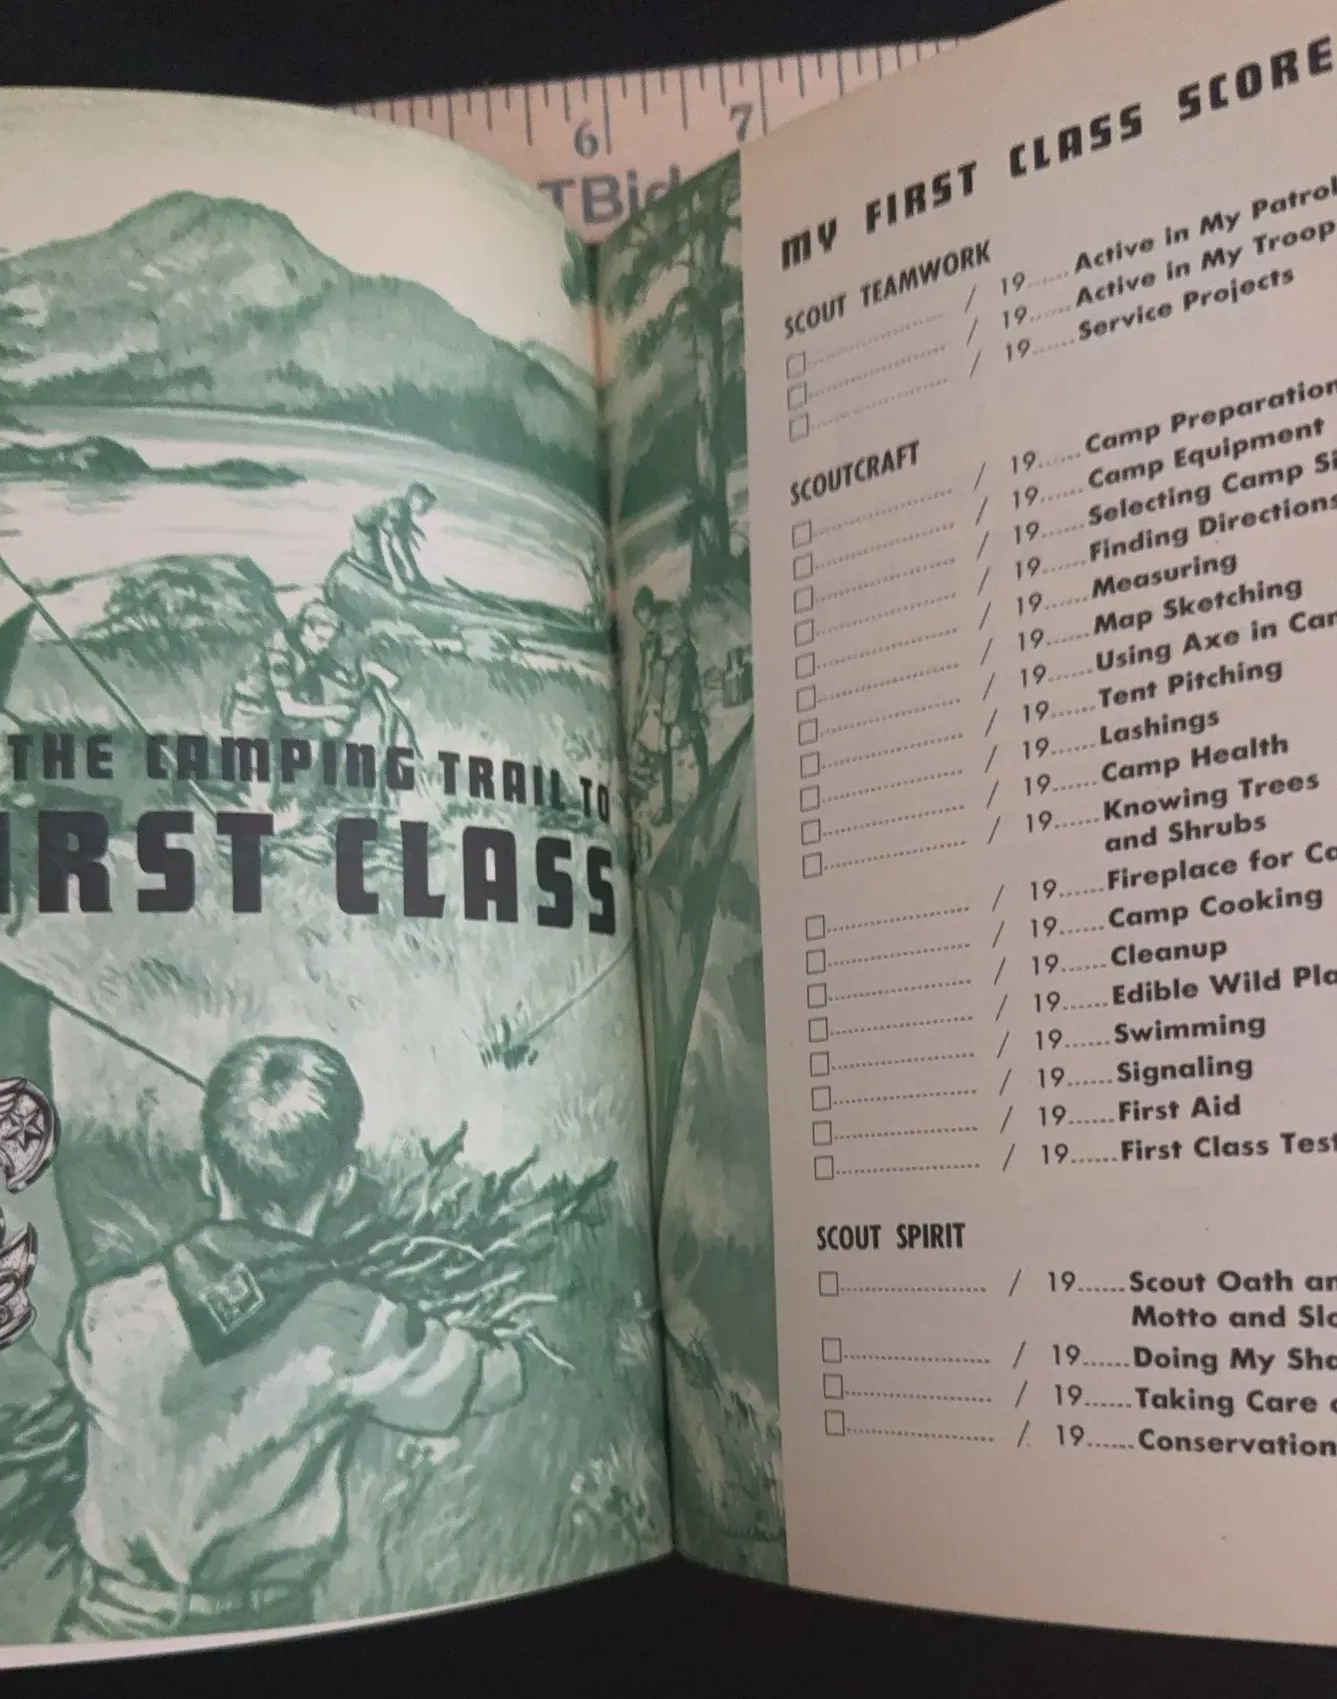 6 7
TBid
THE CAMPING TRAIL TO
IRST CLASS
MY FIRST CLASS SCORE
SCOUT TEAMWORK
/ 19...... Active in My Patrol
/ 19...... Active in My Troop
/ 19...... Service Projects
SCOUTCRAFT
/ 19...... Camp Preparation
/ 19...... Camp Equipment
/ 19...... Selecting Camp Si
/ 19...... Finding Directions
/ 19...... Measuring
/ 19...... Map Sketching
/ 19...... Using Axe in Cam
/ 19...... Tent Pitching
/ 19...... Lashings
/ 19...... Camp Health
/ 19...... Knowing Trees
and Shrubs
/ 19...... Fireplace for Ca
/ 19...... Camp Cooking
/ 19...... Cleanup
/ 19...... Edible Wild Pla
/ 19...... Swimming
/ 19...... Signaling
/ 19...... First Aid
/ 19...... First Class Test
SCOUT SPIRIT
/ 19...... Scout Oath an
Motto and Slo
/ 19...... Doing My Sha
/ 19...... Taking Care
/ 19...... Conservation